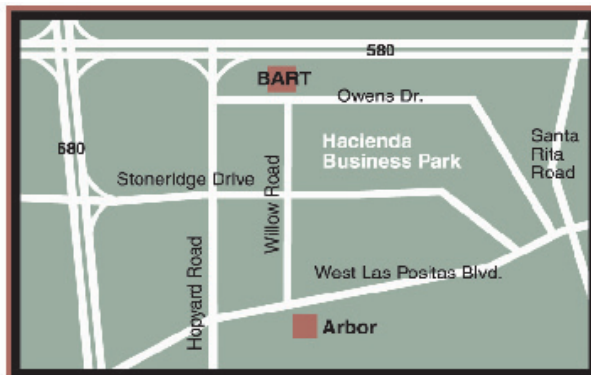 580
BART
Owens Dr.
Hacienda
Business Park
Santa
Rita
Road
680
Stoneridge Drive
Willow Road
West Las Positas Blvd.
Hopyard Road
Arbor